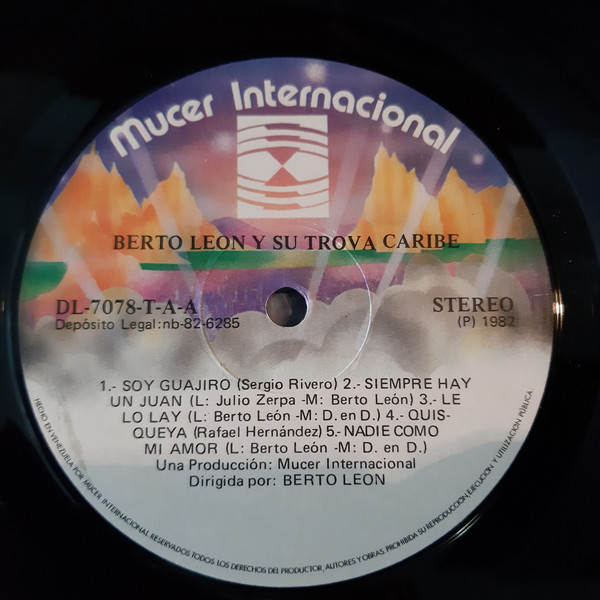 Mucer Internacional
BERTO LEON Y SU TROVA CARIBE
DL-7078-T-A-A
STEREO
Depósito Legal:nb-82-6285
(P) 1982
1.- SOY GUAJIRO (Sergio Rivero) 2.- SIEMPRE HAY
UN JUAN (L: Julio Zerpa -M: Berto León) 3.- LE
LO LAY (L: Berto León -M: D. en D.) 4.- QUIS-
QUEYA (Rafael Hernández) 5.- NADIE COMO
MI AMOR (L: Berto León -M: D. en D.)
Una Producción: Mucer Internacional
Dirigida por: BERTO LEON
HECHO EN VENEZUELA POR MUCER INTERNACIONAL RESERVADOS TODOS LOS DERECHOS DEL PRODUCTOR, AUTORES Y OBRAS. PROHIBIDA SU REPRODUCCION, EJECUCION Y UTILIZACION PUBLICA.